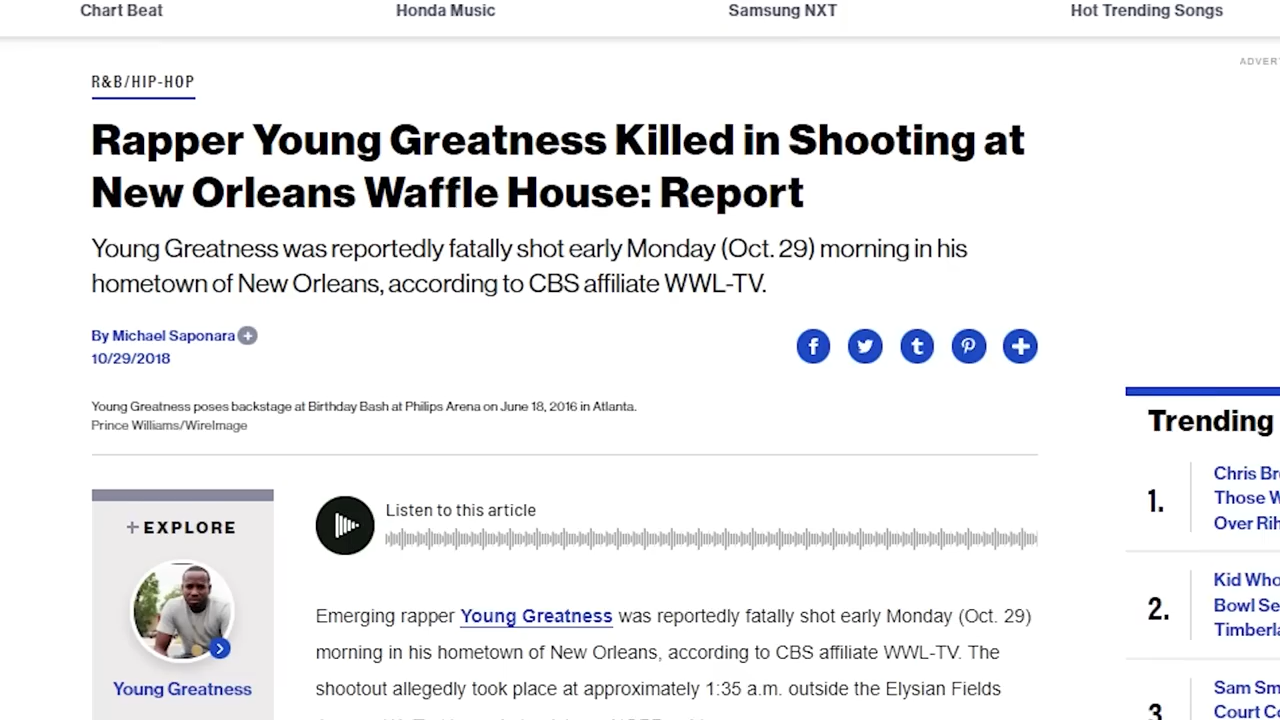 Chart Beat
Honda Music
Samsung NXT
Hot Trending Songs
R&B/HIP-HOP
Rapper Young Greatness Killed in Shooting at
New Orleans Waffle House: Report
Young Greatness was reportedly fatally shot early Monday (Oct. 29) morning in his
hometown of New Orleans, according to CBS affiliate WWL-TV.
By Michael Saponara
10/29/2018
Young Greatness poses backstage at Birthday Bash at Philips Arena on June 18, 2016 in Atlanta.
Prince Williams/WireImage
+EXPLORE
Young Greatness
Listen to this article
Emerging rapper Young Greatness was reportedly fatally shot early Monday (Oct. 29)
morning in his hometown of New Orleans, according to CBS affiliate WWL-TV. The
shootout allegedly took place at approximately 1:35 a.m. outside the Elysian Fields
ADVER
Trending
1.
Chris Br
Those W
Over Rih
2.
Kid Who
Bowl Se
Timberla
3
Sam Sm
Court C